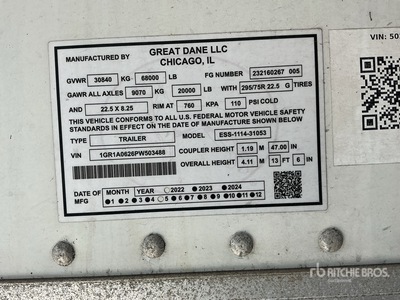 MANUFACTURED BY GREAT DANE LLC
CHICAGO, IL
GVWR 30840 KG- 68000 LB FG NUMBER 232160267 005
GAWR ALL AXLES 9070 KG- 20000 LB WITH 295/75R 22.5 G TIRES
AND 22.5 X 8.25 RIM AT 760 KPA 110 PSI COLD
THIS VEHICLE CONFORMS TO ALL U.S. FEDERAL MOTOR VEHICLE SAFETY
STANDARDS IN EFFECT ON THE DATE OF MANUFACTURE SHOWN BELOW
TYPE TRAILER MODEL ESS-1114-31053
VIN 1GR1A0626PW503488 COUPLER HEIGHT 1.19 M 47.00 IN
OVERALL HEIGHT 4.11 M 13 FT 6 IN
DATE OF MFG MONTH YEAR 2022 2023 2024
1 2 3 4 5 6 7 8 9 10 11 12
VIN: 50
RITCHIE BROS.